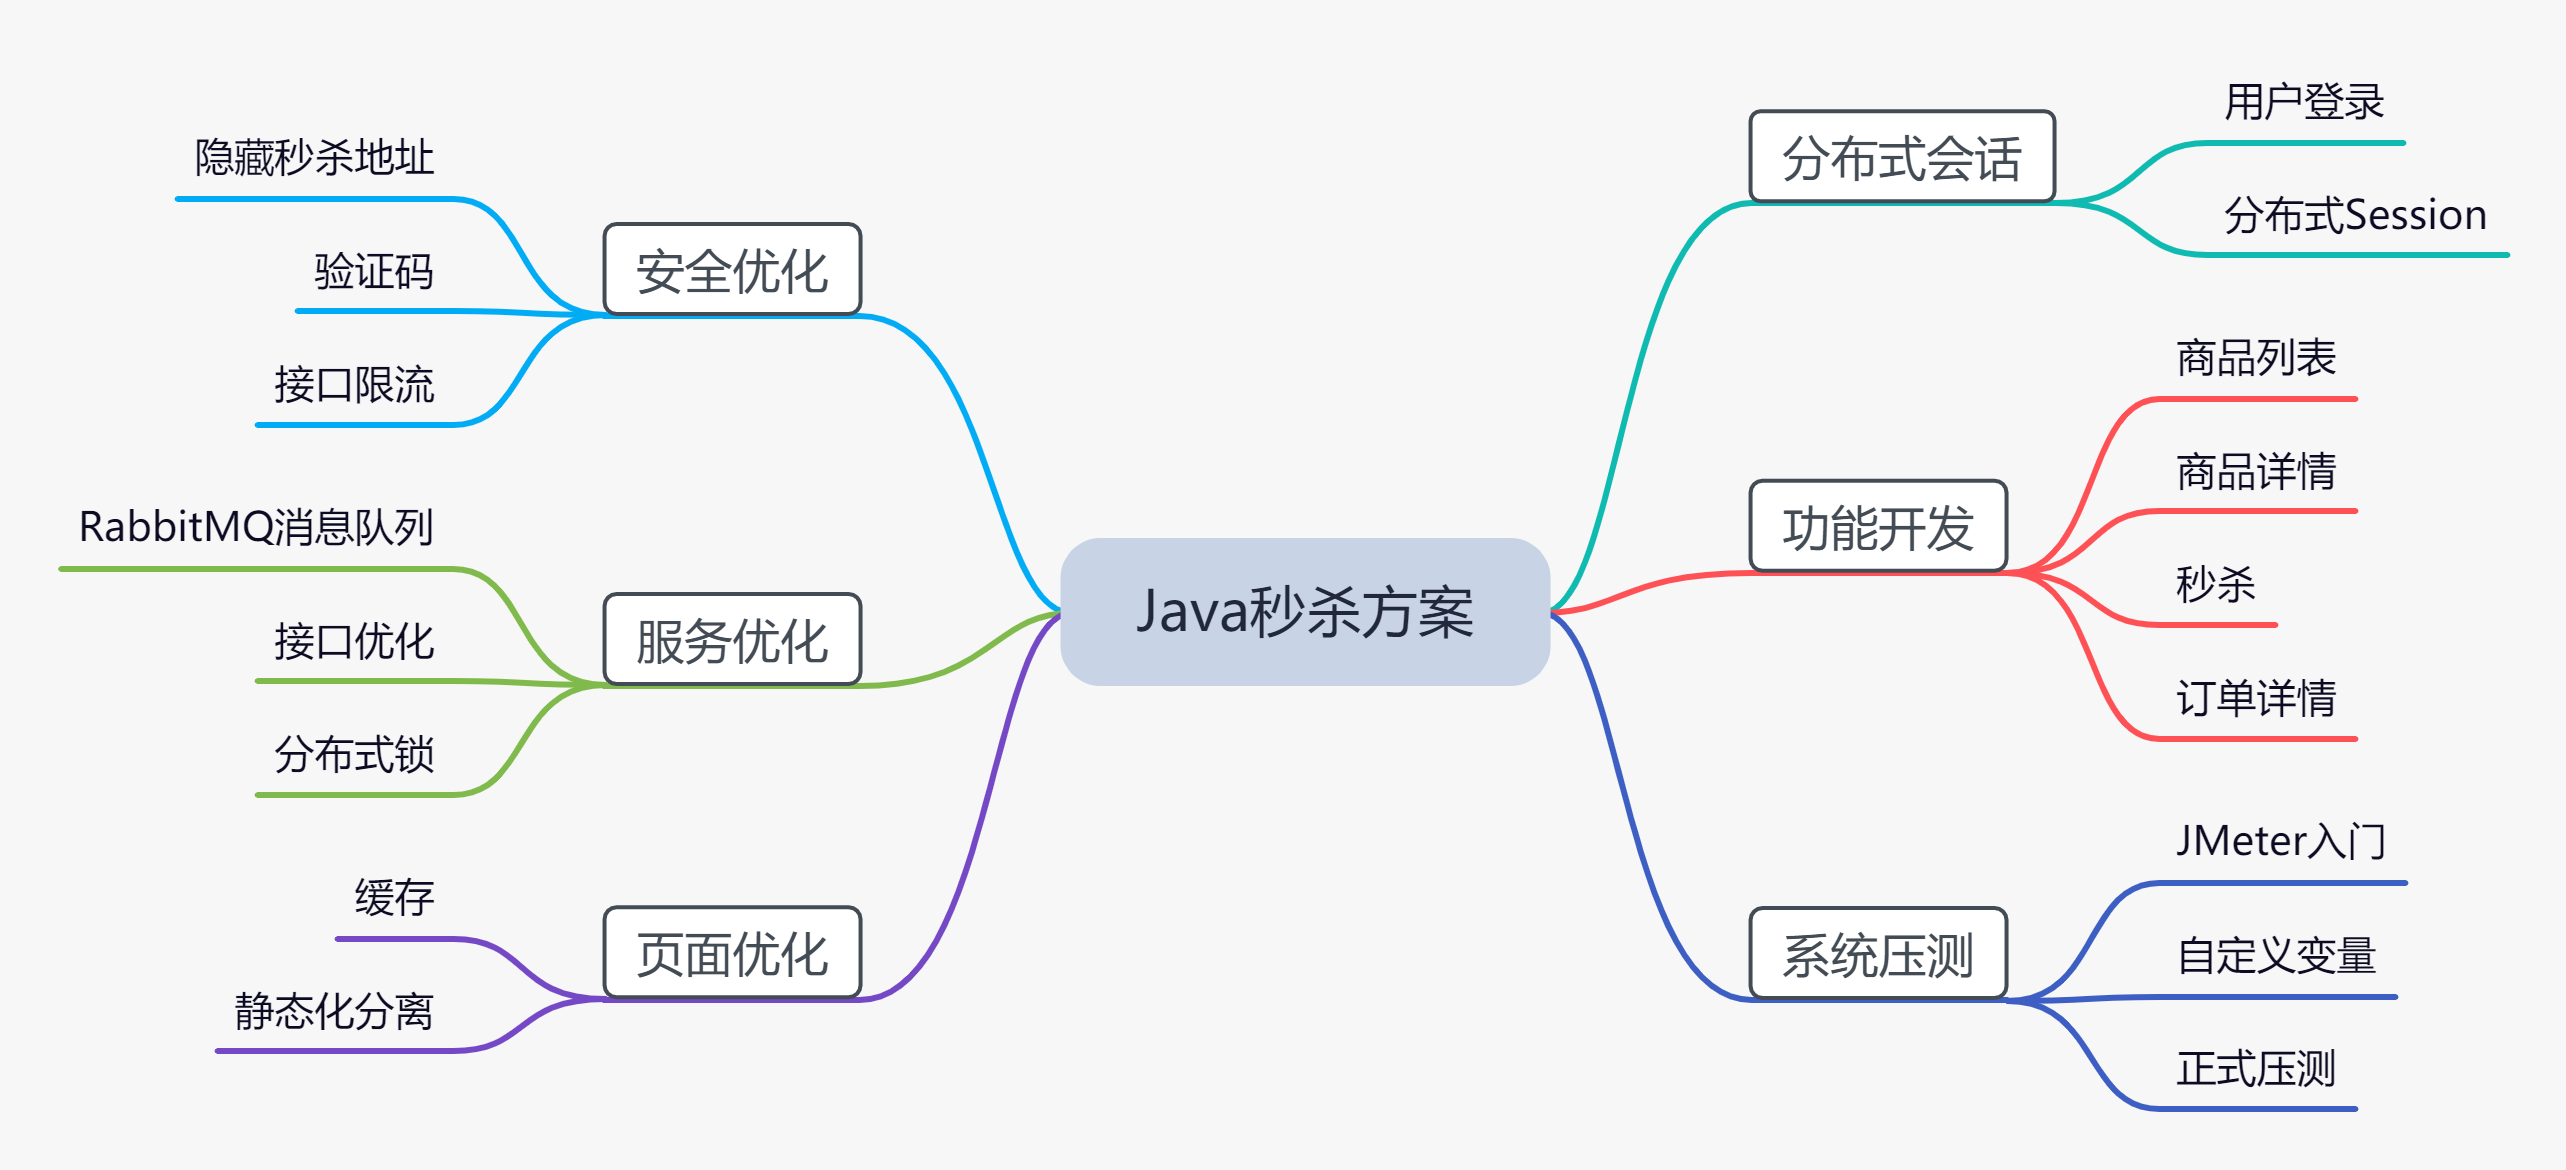 Java秒杀方案
分布式会话
用户登录
分布式Session
功能开发
商品列表
商品详情
秒杀
订单详情
系统压测
JMeter入门
自定义变量
正式压测
安全优化
隐藏秒杀地址
验证码
接口限流
服务优化
RabbitMQ消息队列
接口优化
分布式锁
页面优化
缓存
静态化分离